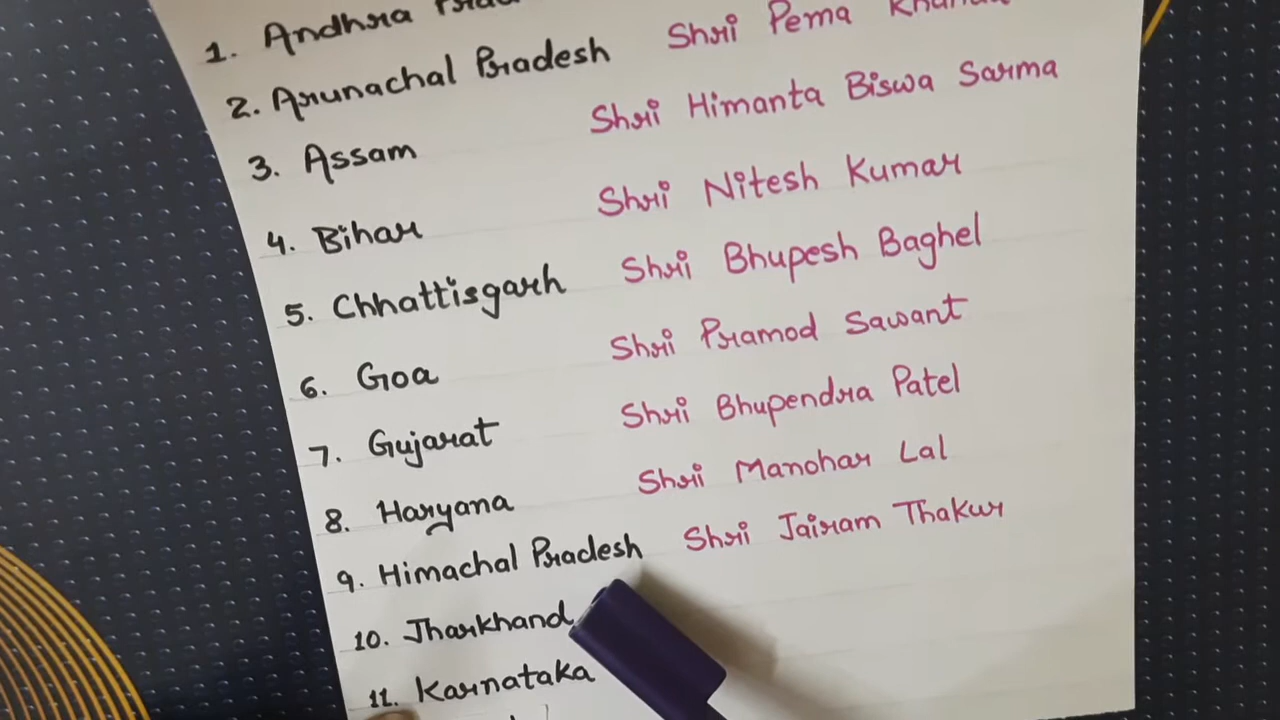 1. Andhra
2. Arunachal Pradesh Shri Pema
3. Assam Shri Himanta Biswa Sarma
4. Bihar Shri Nitesh Kumar
5. Chhattisgarh Shri Bhupesh Baghel
6. Goa Shri Pramod Sawant
7. Gujarat Shri Bhupendra Patel
8. Haryana Shri Manohar Lal
9. Himachal Pradesh Shri Jairam Thakur
10. Jharkhand
11. Karnataka